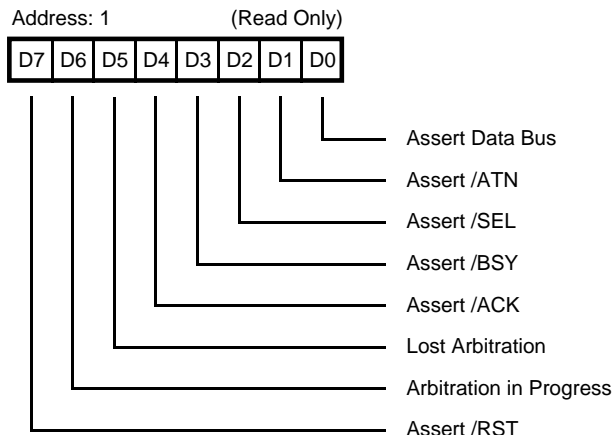 Address: 1 (Read Only)
D7 D6 D5 D4 D3 D2 D1 D0
Assert Data Bus
Assert /ATN
Assert /SEL
Assert /BSY
Assert /ACK
Lost Arbitration
Arbitration in Progress
Assert /RST